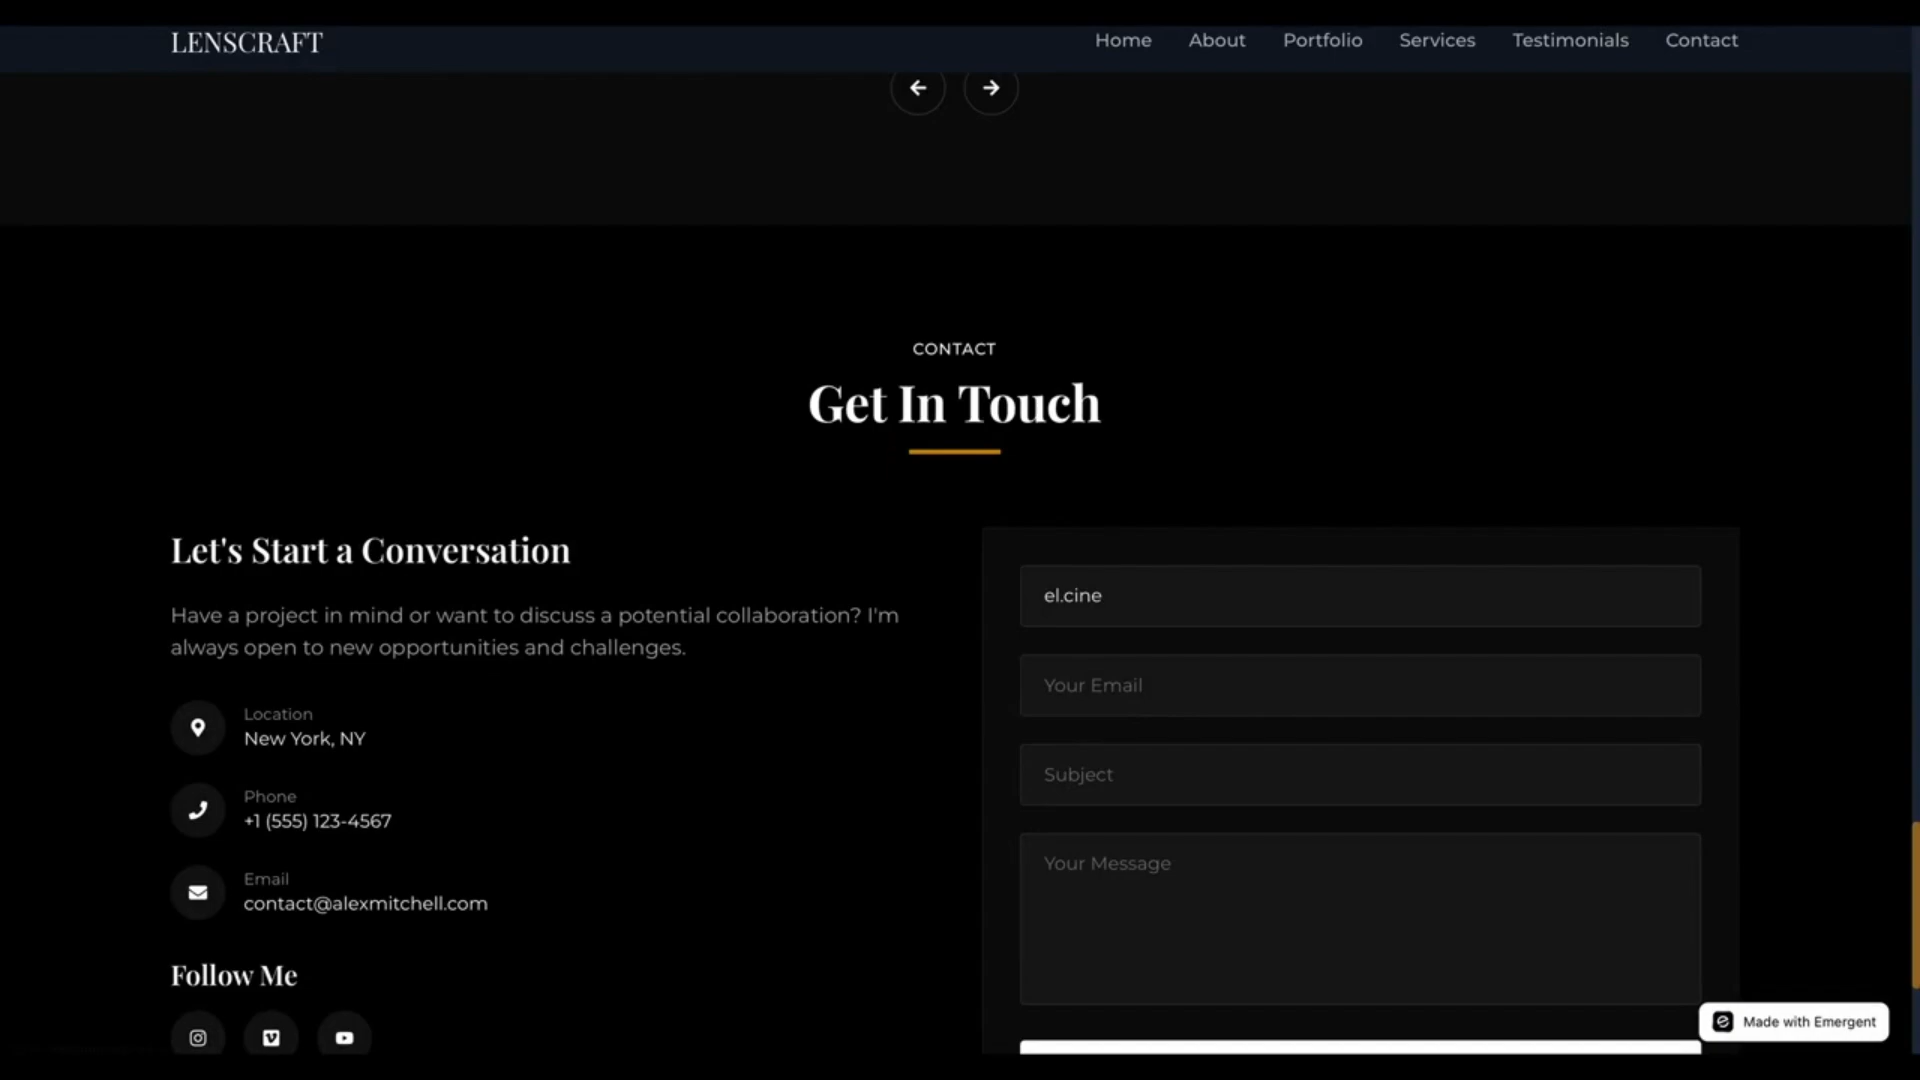 LENSCRAFT
Home About Portfolio Services Testimonials Contact
CONTACT
Get In Touch
Let's Start a Conversation
Have a project in mind or want to discuss a potential collaboration? I'm
always open to new opportunities and challenges.
Location
New York, NY
Phone
+1 (555) 123-4567
Email
contact@alexmitchell.com
Follow Me
el.cine
Your Email
Subject
Your Message
Made with Emergent